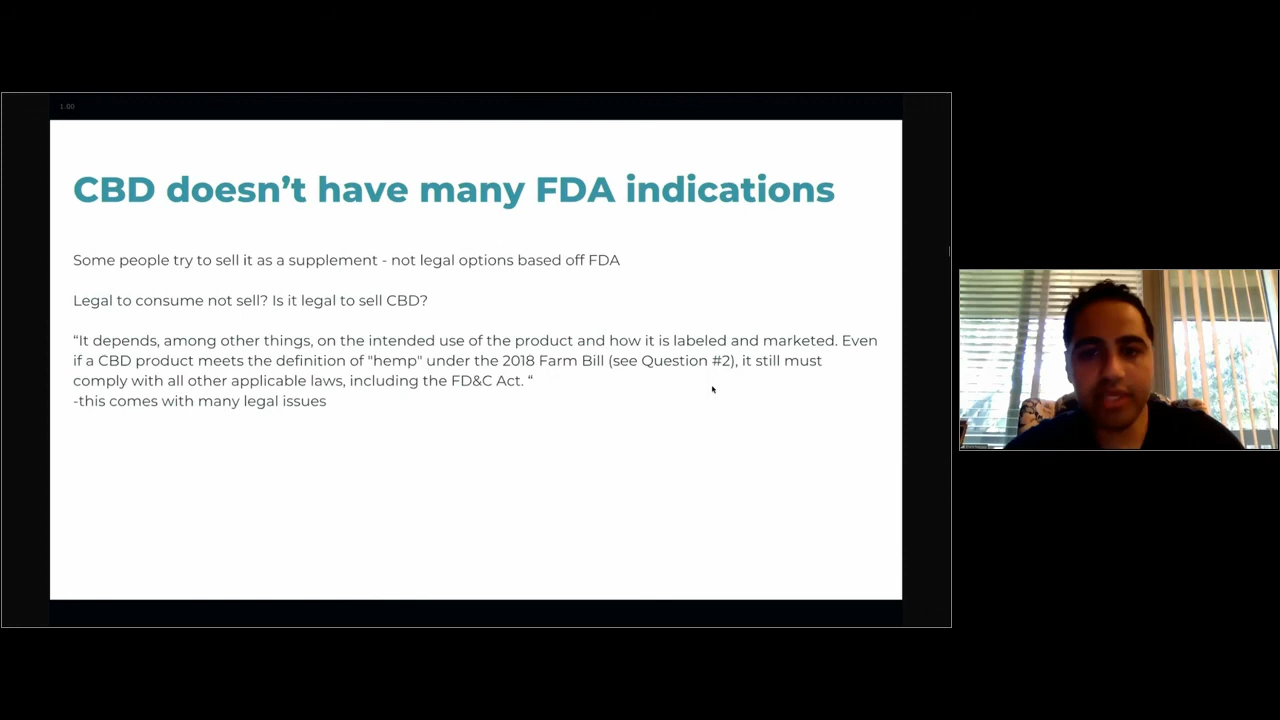 1.00
CBD doesn’t have many FDA indications
Some people try to sell it as a supplement - not legal options based off FDA
Legal to consume not sell? Is it legal to sell CBD?
“It depends, among other things, on the intended use of the product and how it is labeled and marketed. Even
if a CBD product meets the definition of "hemp" under the 2018 Farm Bill (see Question #2), it still must
comply with all other applicable laws, including the FD&C Act. “
-this comes with many legal issues